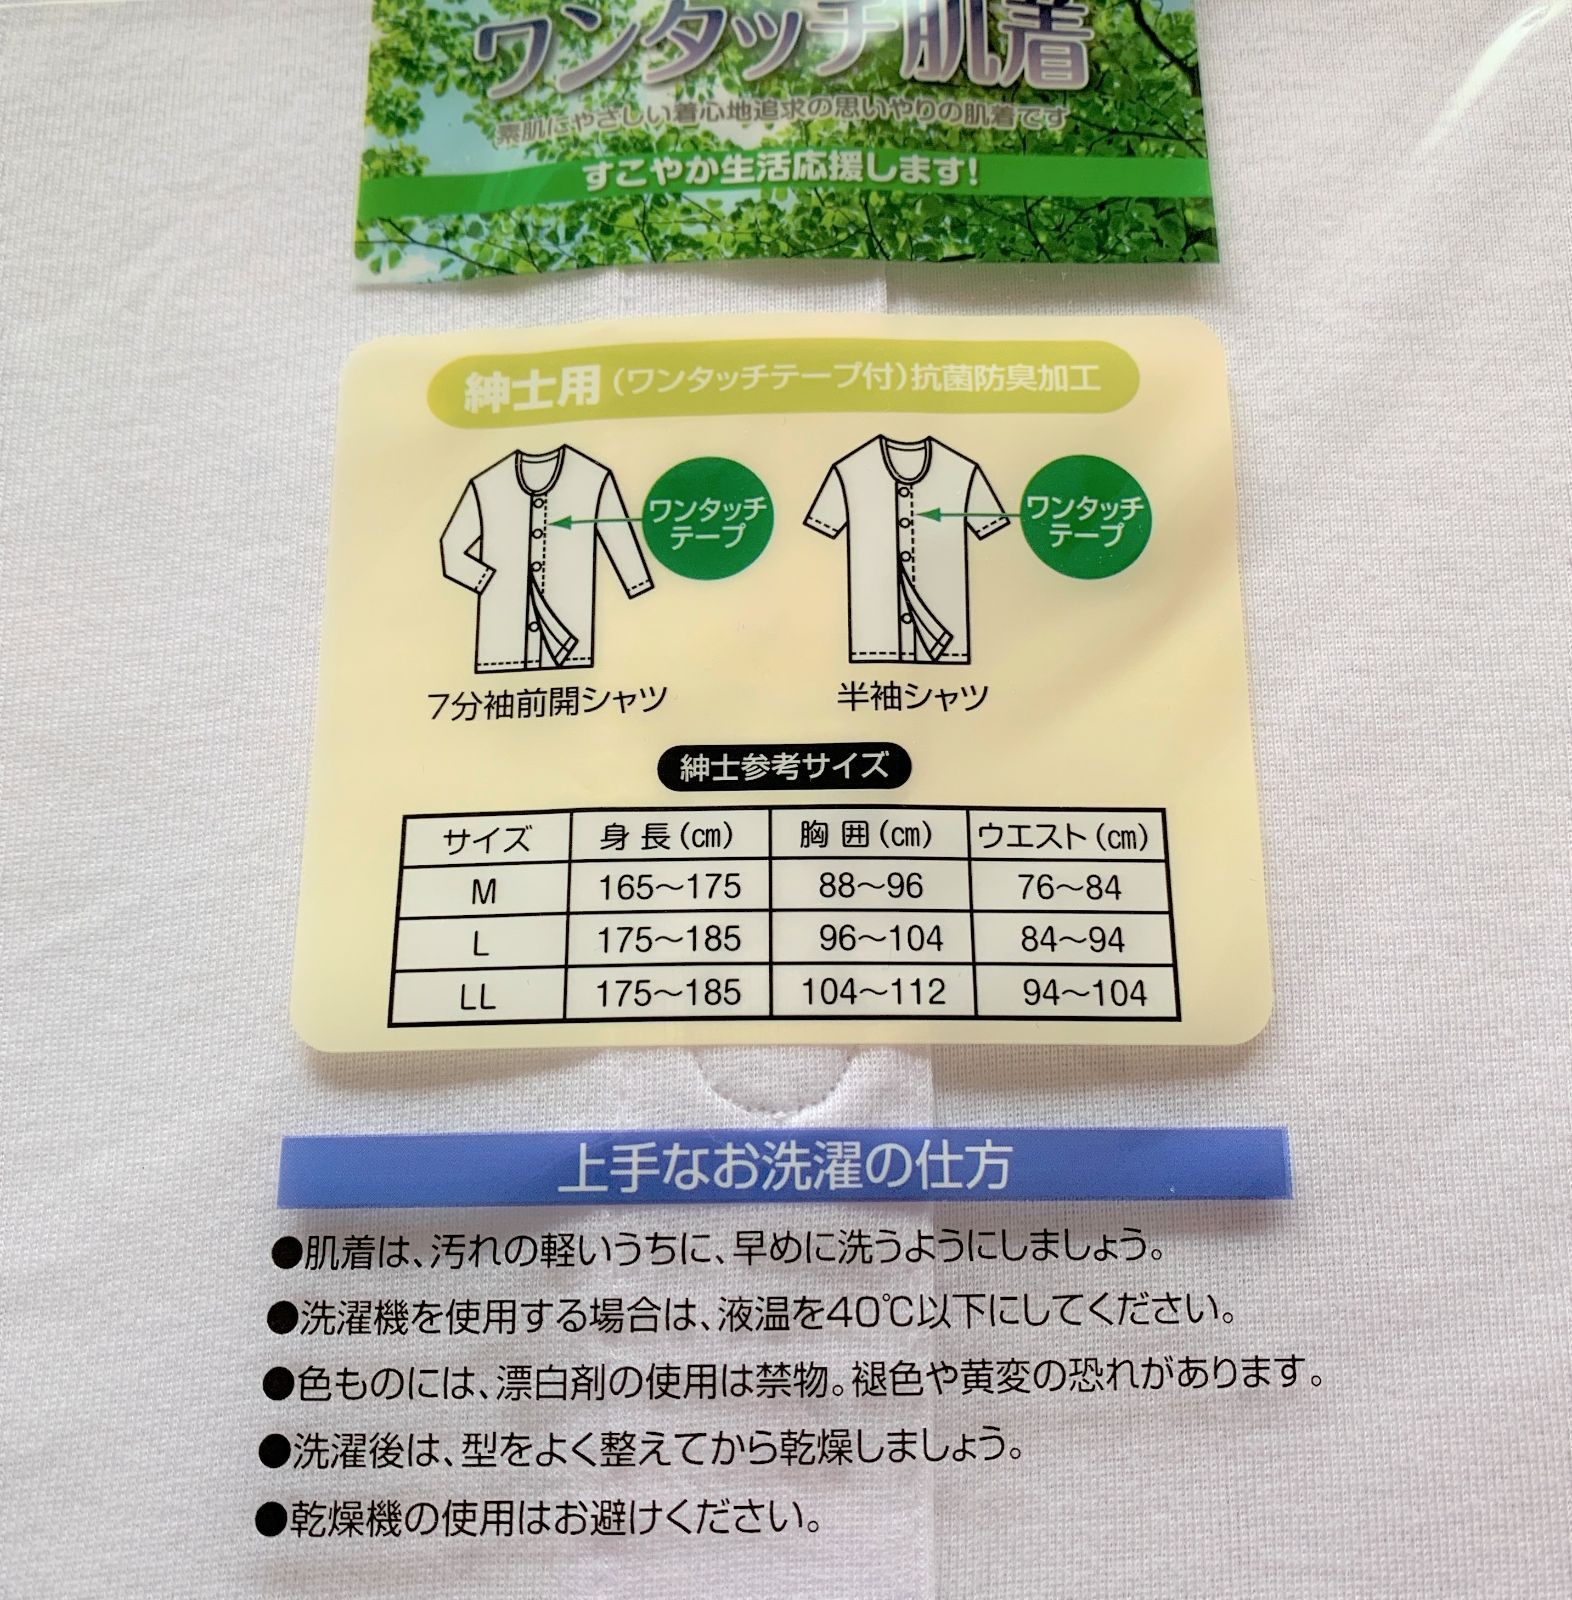 ワンタッチ肌着
素肌にやさしい着心地追求の思いやりの肌着です
すこやか生活応援します!
紳士用(ワンタッチテープ付)抗菌防臭加工
ワンタッチ
テープ
ワンタッチ
テープ
7分袖前開シャツ
半袖シャツ
紳士参考サイズ
サイズ 身長(㎝) 胸囲(㎝) ウエスト(㎝)
M 165〜175 88〜96 76〜84
L 175〜185 96〜104 84〜94
LL 175〜185 104〜112 94〜104
上手なお洗濯の仕方
●肌着は、汚れの軽いうちに、早めに洗うようにしましょう。
●洗濯機を使用する場合は、液温を40℃以下にしてください。
●色ものには、漂白剤の使用は禁物。褪色や黄変の恐れがあります。
●洗濯後は、型をよく整えてから乾燥しましょう。
●乾燥機の使用はお避けください。